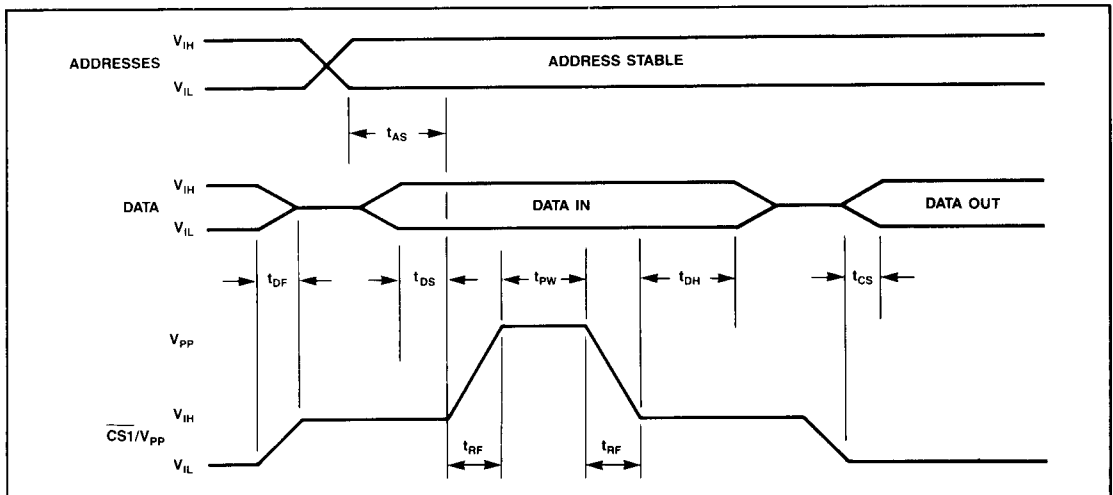 V_IH
ADDRESSES
ADDRESS STABLE
V_IL
t_AS
V_IH
DATA
DATA IN
DATA OUT
V_IL
t_DF
t_DS
t_PW
t_DH
t_CS
V_PP
V_IH
C̅S̅1̅/V_PP
V_IL
t_RF
t_RF